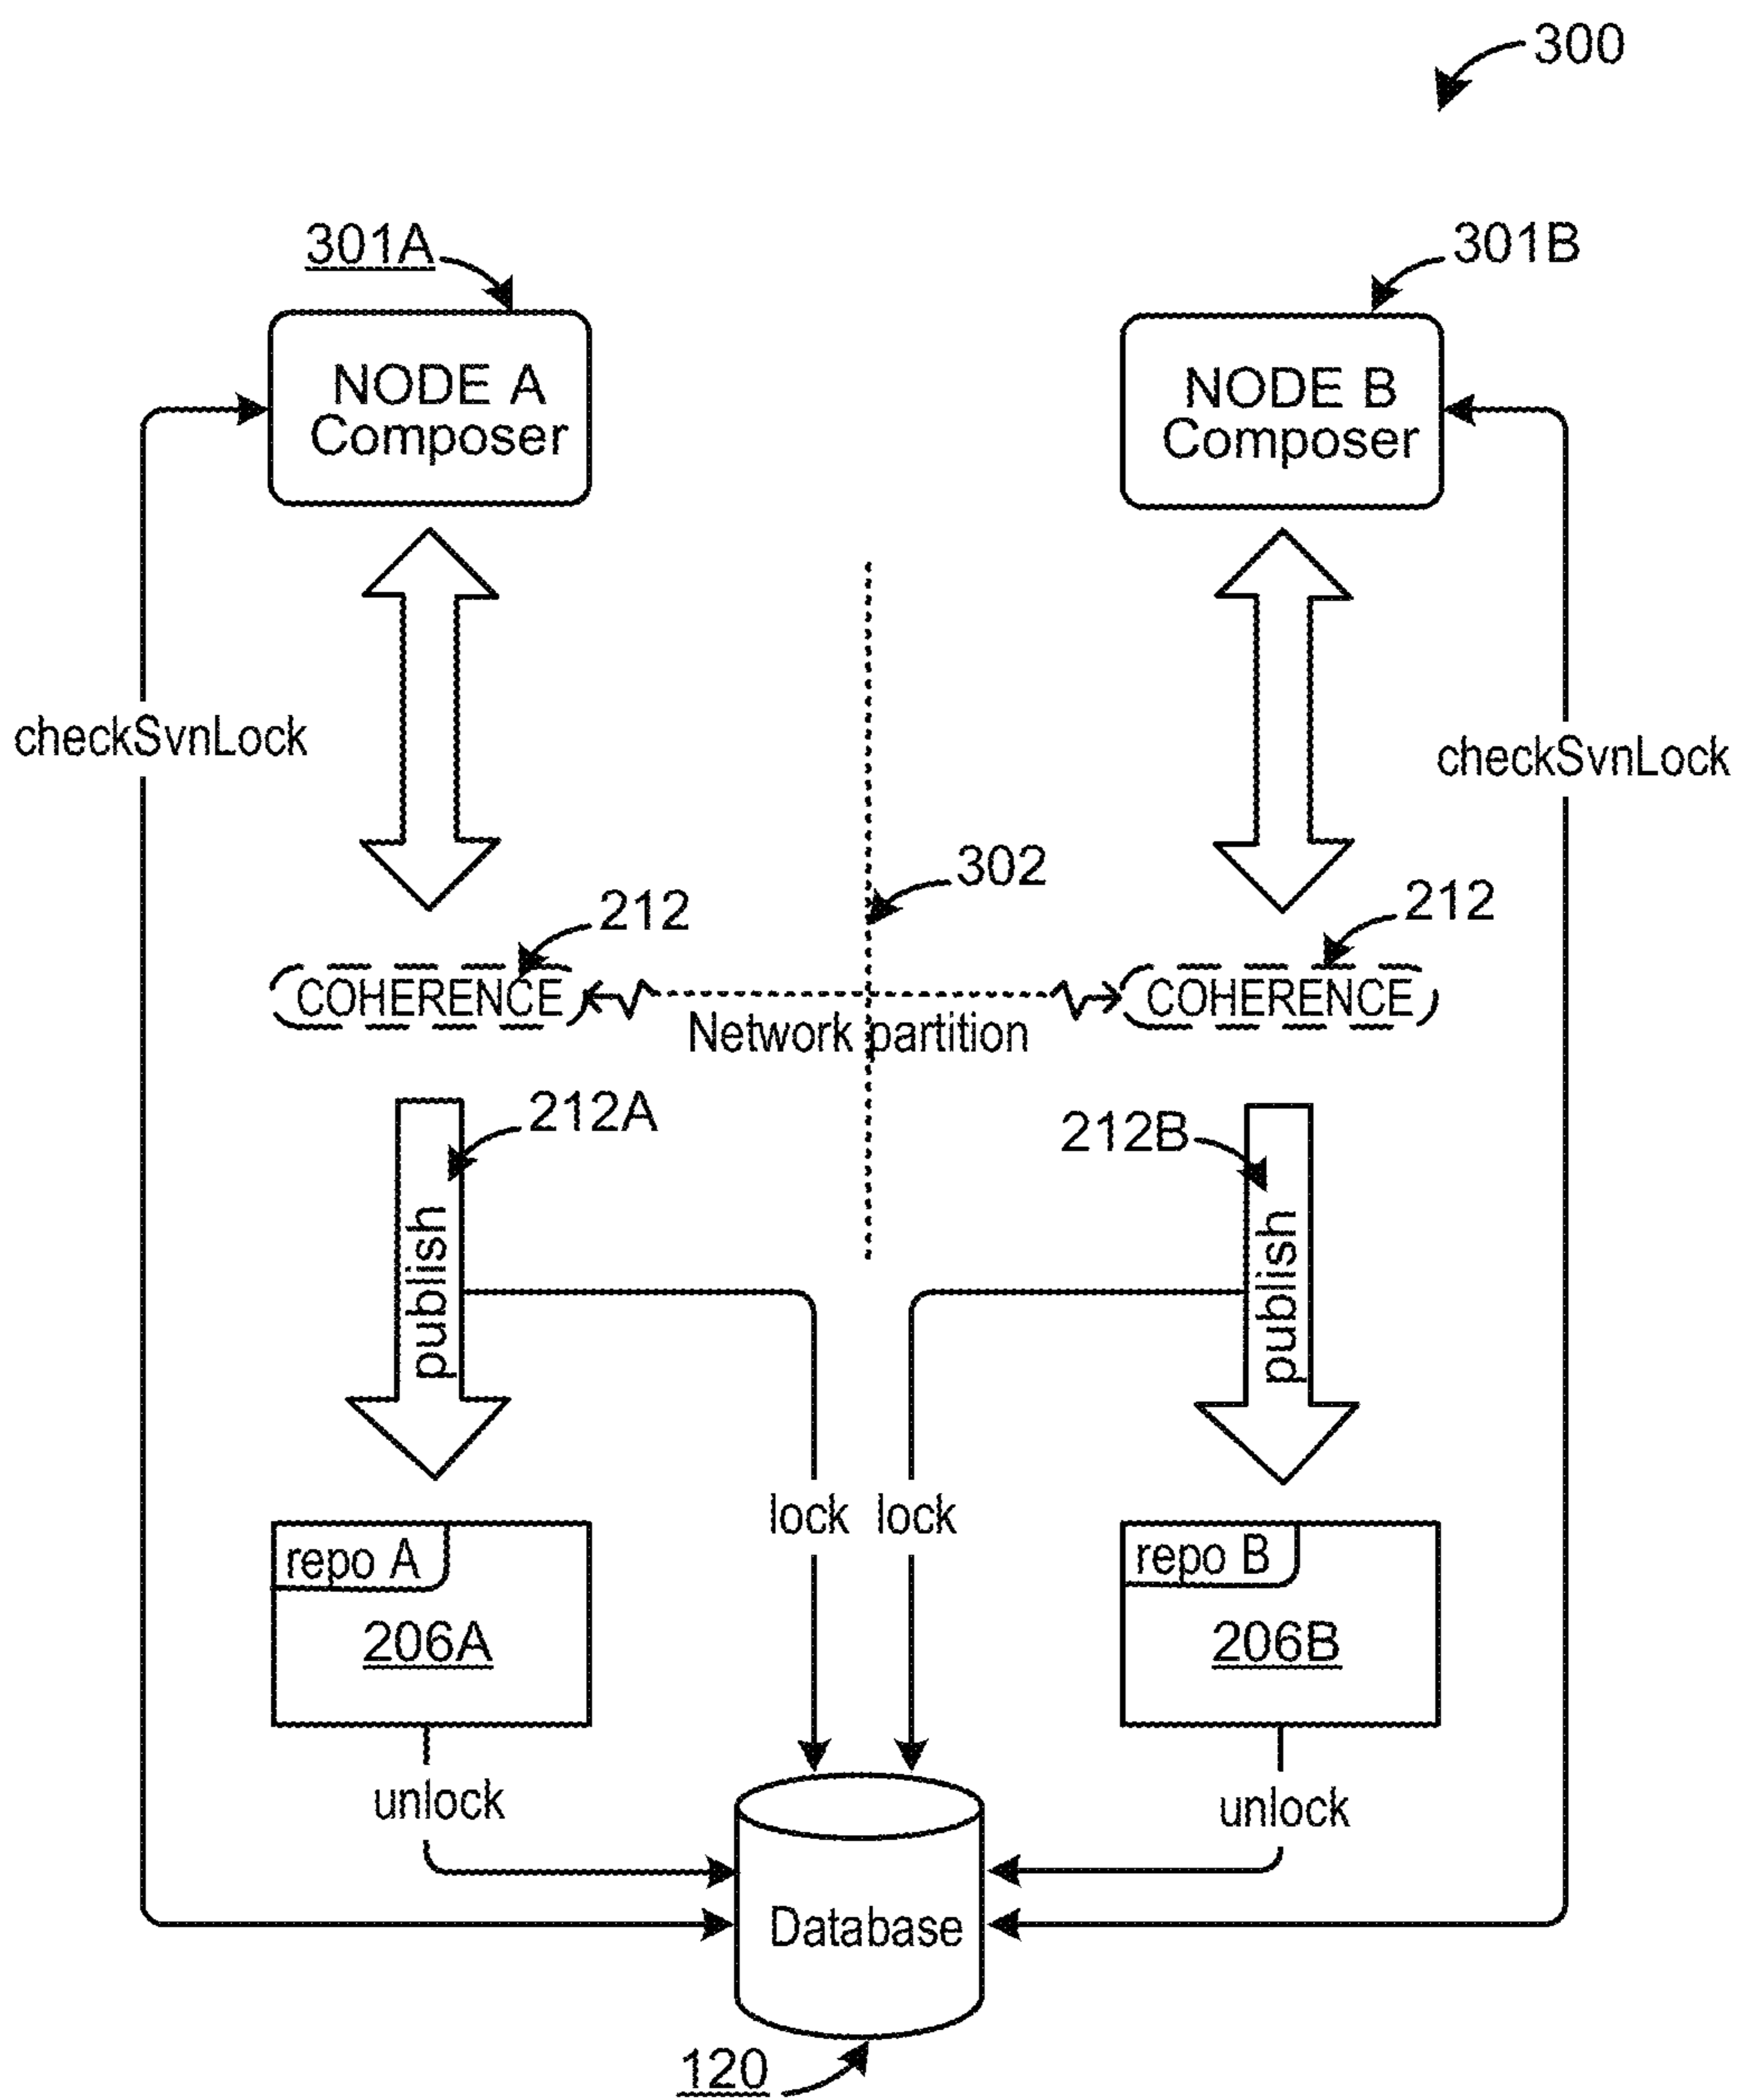 300
301A
301B
NODE A
Composer
NODE B
Composer
checkSvnLock
checkSvnLock
302
212
212
COHERENCE
COHERENCE
Network partition
212A
212B
publish
publish
lock
lock
repo A
206A
repo B
206B
unlock
unlock
Database
120